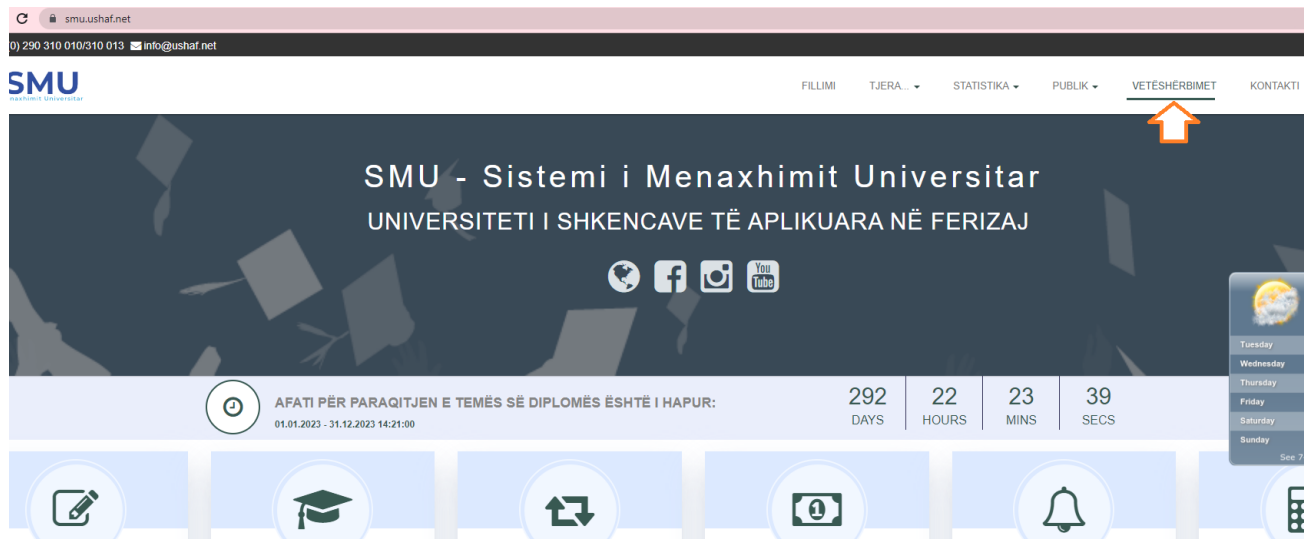 smu.ushaf.net
0) 290 310 010/310 013 info@ushaf.net
SMU
FILLIMI TJERA... STATISTIKA PUBLIK VETËSHËRBIMET KONTAKTI
SMU - Sistemi i Menaxhimit Universitar
UNIVERSITETI I SHKENCAVE TË APLIKUARA NË FERIZAJ
You
Tube
Tuesday
Wednesday
Thursday
Friday
Saturday
Sunday
See 7
AFATI PËR PARAQITJEN E TEMËS SË DIPLOMËS ËSHTË I HAPUR:
01.01.2023 - 31.12.2023 14:21:00
292 22 23 39
DAYS HOURS MINS SECS
1